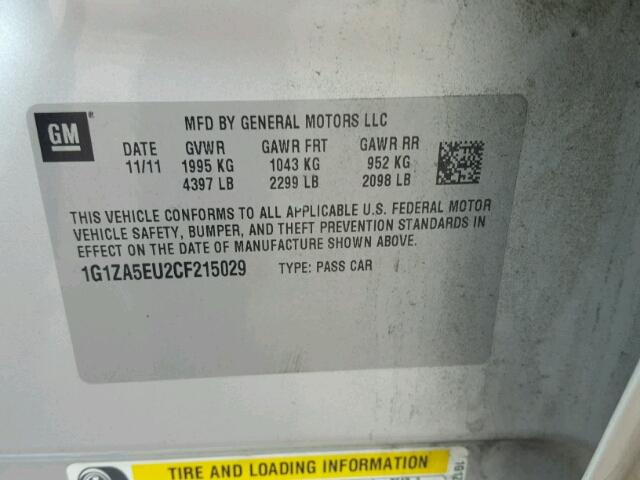 GM
MFD BY GENERAL MOTORS LLC
DATE GVWR GAWR FRT GAWR RR
11/11 1995 KG 1043 KG 952 KG
4397 LB 2299 LB 2098 LB
THIS VEHICLE CONFORMS TO ALL APPLICABLE U.S. FEDERAL MOTOR
VEHICLE SAFETY, BUMPER, AND THEFT PREVENTION STANDARDS IN
EFFECT ON THE DATE OF MANUFACTURE SHOWN ABOVE.
1G1ZA5EU2CF215029 TYPE: PASS CAR
TIRE AND LOADING INFORMATION